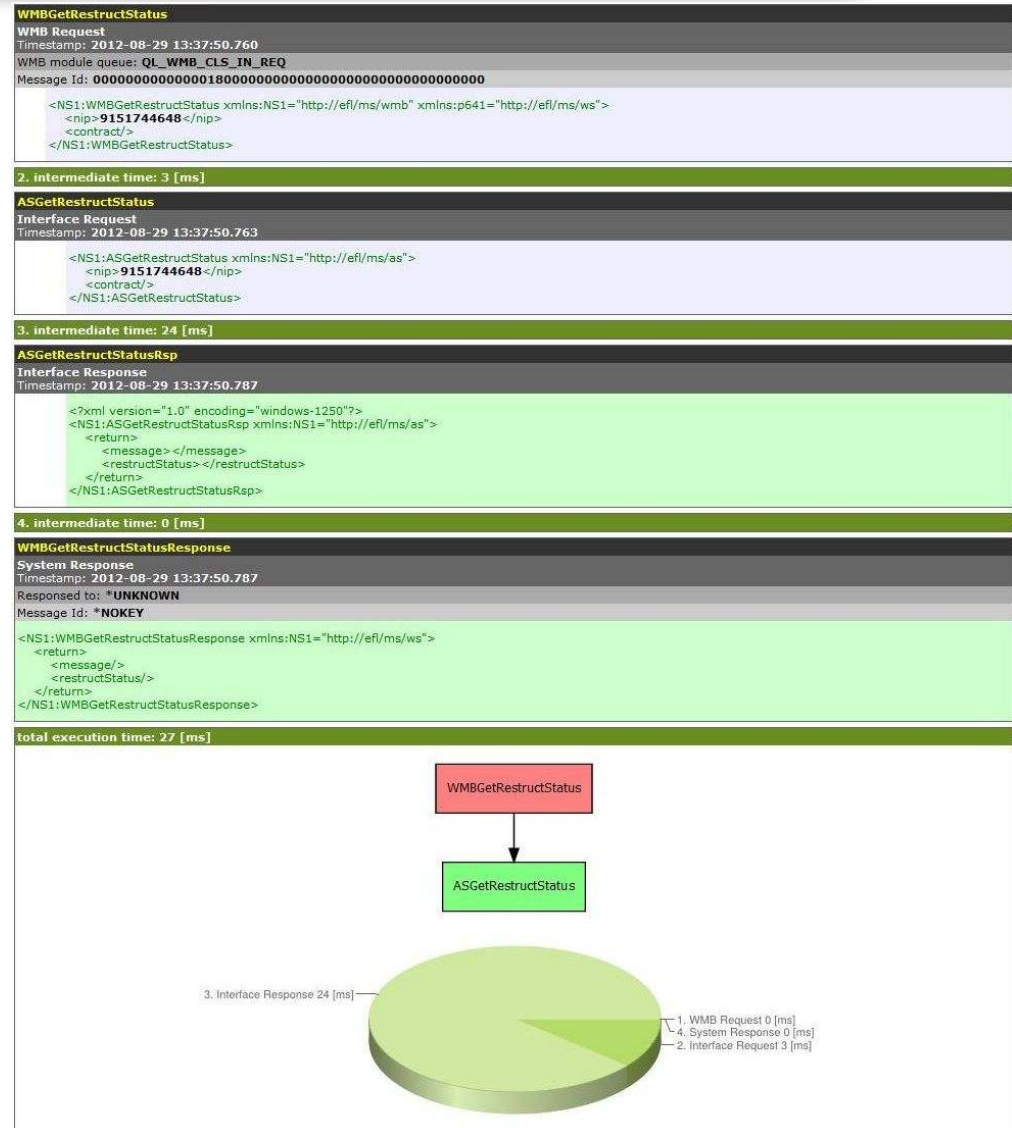 WMBGetRestructStatus
WMB Request
Timestamp: 2012-08-29 13:37:50.760
WMB module queue: QL_WMB_CLS_IN_REQ
<NS1:WMBGetRestructStatus xmlns:NS1="http://efl/ms/wmb" xmlns:p641="http://efl/ms/ws">
<nip>9151744648</nip>
<contract/>
</NS1:WMBGetRestructStatus>
2. intermediate time: 3 [ms]
ASGetRestructStatus
Interface Request
Timestamp: 2012-08-29 13:37:50.763
<NS1:ASGetRestructStatus xmlns:NS1="http://efl/ms/as">
<nip>9151744648</nip>
<contract/>
</NS1:ASGetRestructStatus>
3. intermediate time: 24 [ms]
ASGetRestructStatusRsp
Interface Response
Timestamp: 2012-08-29 13:37:50.787
<?xml version="1.0" encoding="windows-1250"?>
<NS1:ASGetRestructStatusRsp xmlns:NS1="http://efl/ms/as">
<return>
<message></message>
<restructStatus></restructStatus>
</return>
</NS1:ASGetRestructStatusRsp>
4. intermediate time: 0 [ms]
WMBGetRestructStatusResponse
System Response
Timestamp: 2012-08-29 13:37:50.787
Responsed to: *UNKNOWN
Message Id: *NOKEY
<NS1:WMBGetRestructStatusResponse xmlns:NS1="http://efl/ms/ws">
<return>
<message/>
<restructStatus/>
</return>
</NS1:WMBGetRestructStatusResponse>
total execution time: 27 [ms]
WMBGetRestructStatus
ASGetRestructStatus
3. Interface Response 24 [ms]
1. WMB Request 0 [ms]
4. System Response 0 [ms]
2. Interface Request 3 [ms]